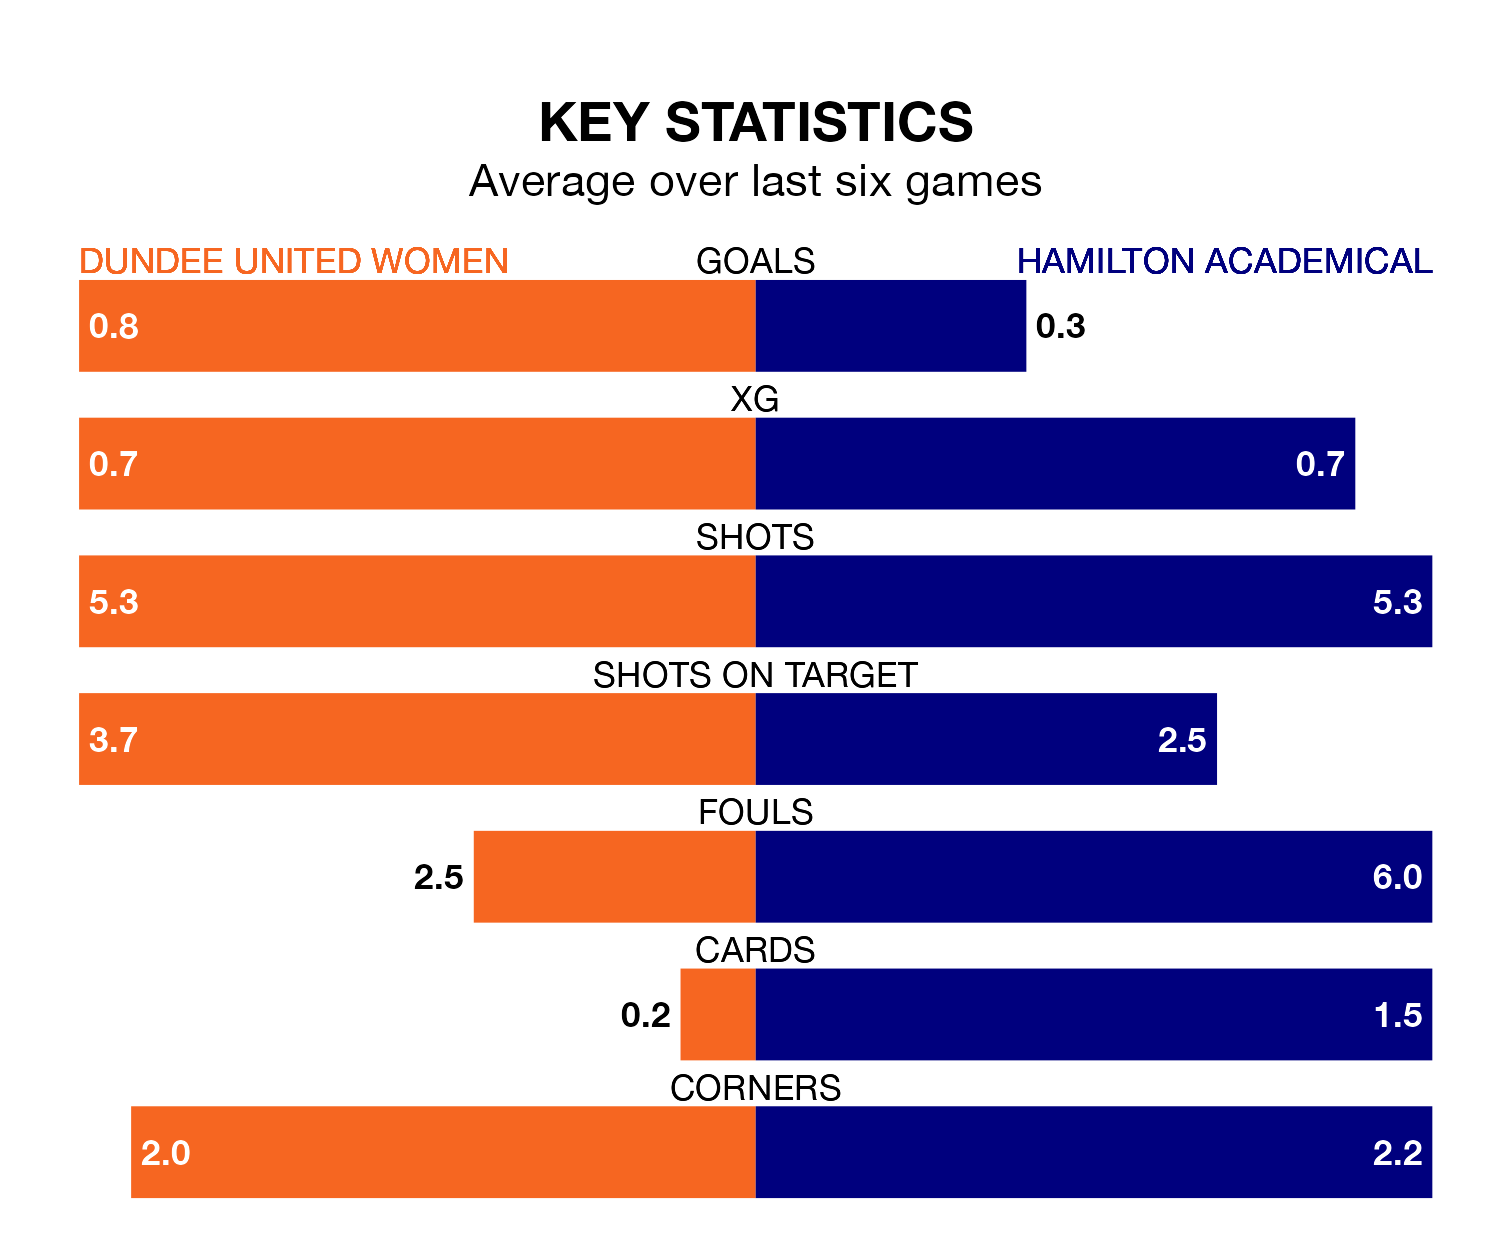 KEY STATISTICS
Average over last six games
DUNDEE UNITED WOMEN GOALS HAMILTON ACADEMICAL
0.8 0.3
XG
0.7 0.7
SHOTS
5.3 5.3
SHOTS ON TARGET
3.7 2.5
FOULS
2.5 6.0
CARDS
0.2 1.5
CORNERS
2.0 2.2